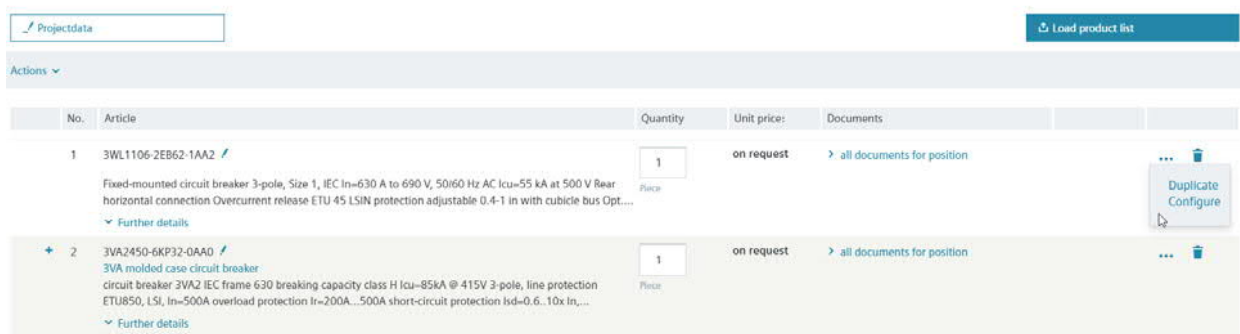 Projectdata
Load product list
Actions
No. Article Quantity Unit price: Documents
1 3WL1106-2EB62-1AA2 1 on request all documents for position ...
Fixed-mounted circuit breaker 3-pole, Size 1, IEC In=630 A to 690 V, 50/60 Hz AC Icu=55 kA at 500 V Rear Piece
horizontal connection Overcurrent release ETU 45 LSIN protection adjustable 0.4-1 in with cubicle bus Opt....
Further details
Duplicate
Configure
+ 2 3VA2450-6KP32-0AA0 1 on request all documents for position ...
3VA molded case circuit breaker
circuit breaker 3VA2 IEC frame 630 breaking capacity class H Icu=85kA @ 415V 3-pole, line protection Piece
ETU850, LSI, In=500A overload protection Ir=200A...500A short-circuit protection Isd=0.6..10x In,...
Further details